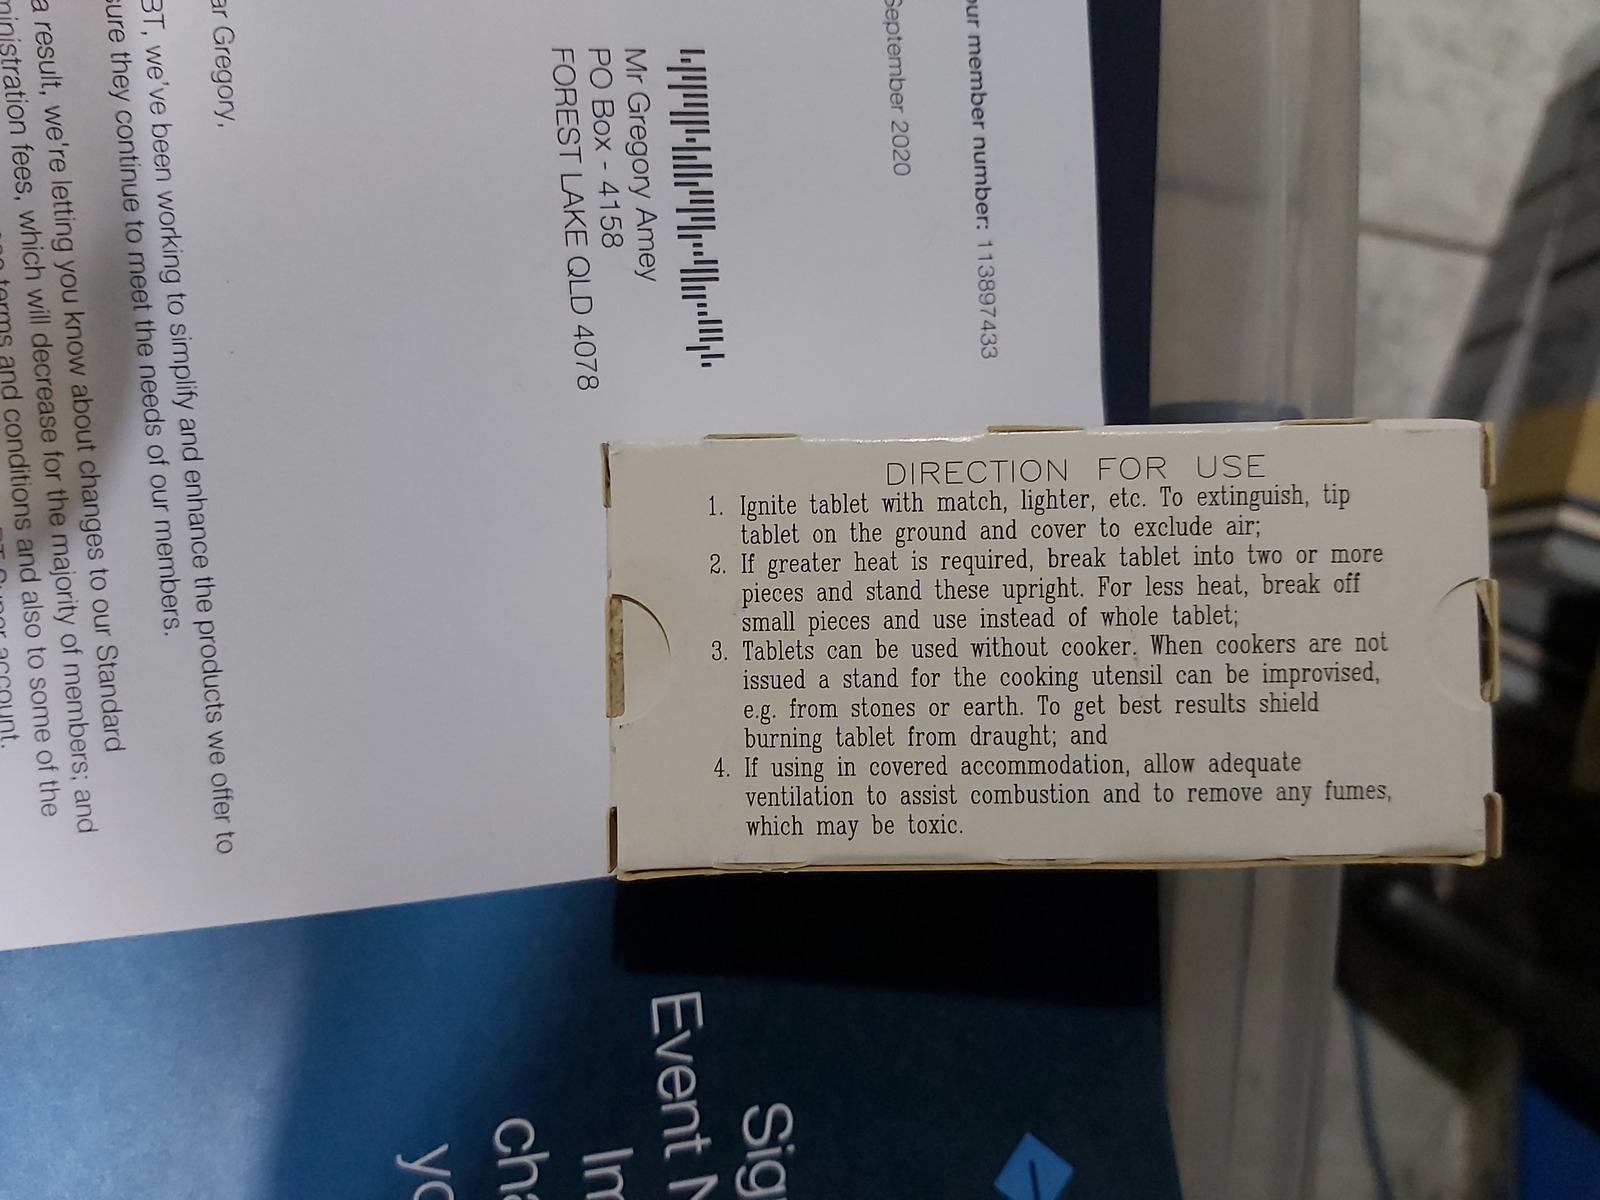 DIRECTION FOR USE
1. Ignite tablet with match, lighter, etc. To extinguish, tip
tablet on the ground and cover to exclude air;
2. If greater heat is required, break tablet into two or more
pieces and stand these upright. For less heat, break off
small pieces and use instead of whole tablet;
3. Tablets can be used without cooker. When cookers are not
issued a stand for the cooking utensil can be improvised,
e.g. from stones or earth. To get best results shield
burning tablet from draught; and
4. If using in covered accommodation, allow adequate
ventilation to assist combustion and to remove any fumes,
which may be toxic.
member number: 113897433
September 2020
Mr Gregory Amey
PO Box - 4158
FOREST LAKE QLD 4078
Gregory,
BT, we've been working to simplify and enhance the products we offer to
they continue to meet the needs of our members.
a result, we're letting you know about changes to our Standard
fees, which will decrease for the majority of members; and
terms and conditions and also to some of the
account.
Event